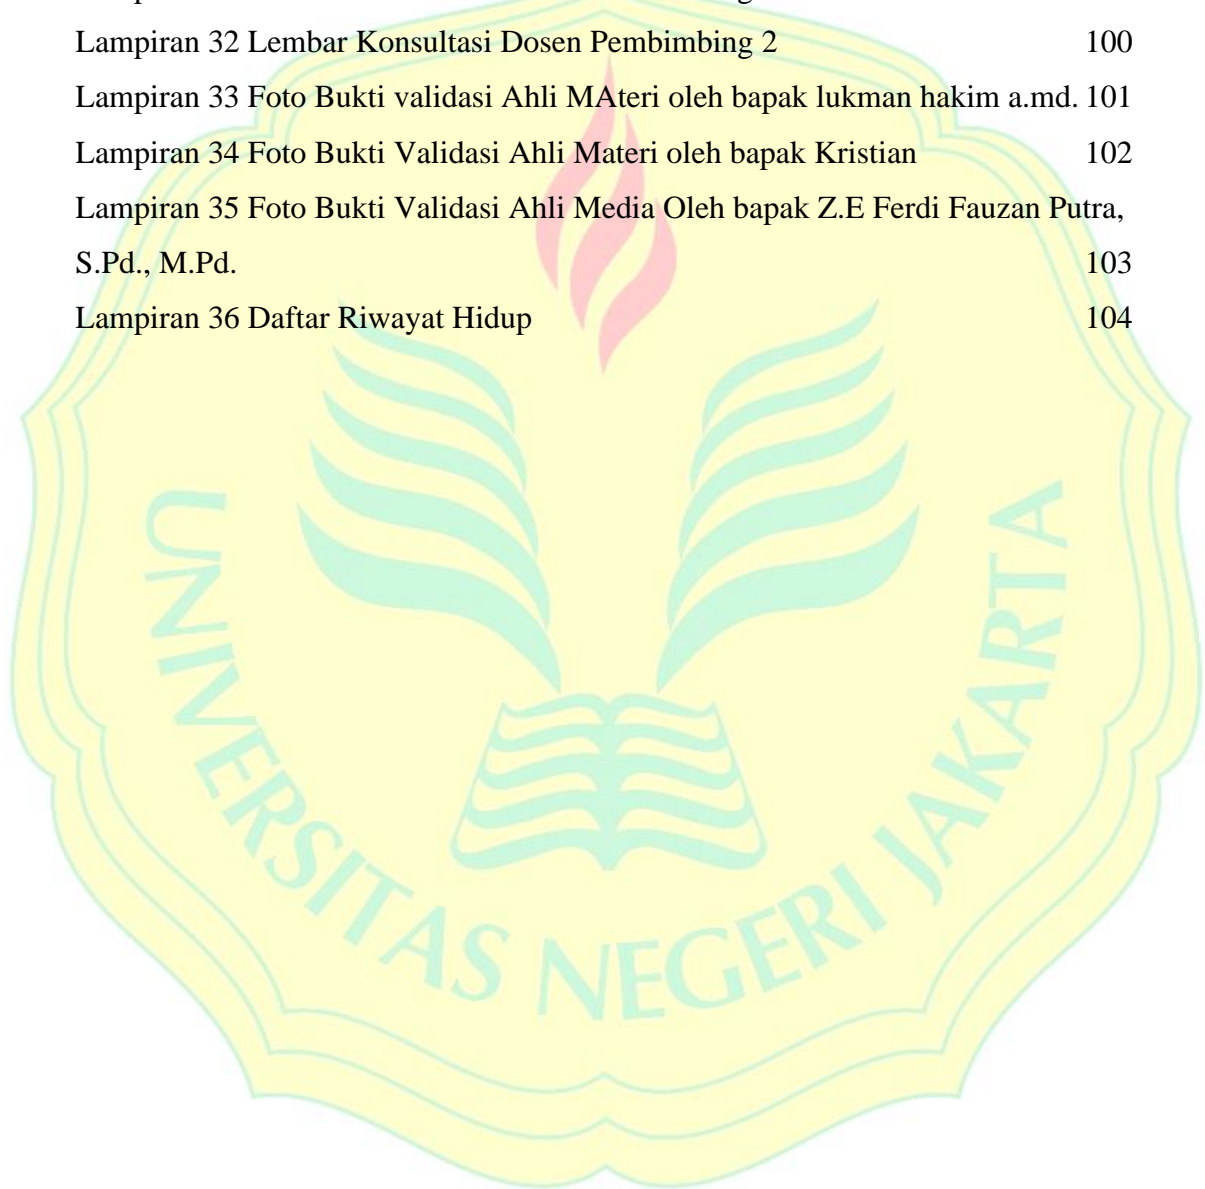 Lampiran 32 Lembar Konsultasi Dosen Pembimbing 2 100
Lampiran 33 Foto Bukti validasi Ahli MAteri oleh bapak lukman hakim a.md. 101
Lampiran 34 Foto Bukti Validasi Ahli Materi oleh bapak Kristian 102
Lampiran 35 Foto Bukti Validasi Ahli Media Oleh bapak Z.E Ferdi Fauzan Putra,
S.Pd., M.Pd. 103
Lampiran 36 Daftar Riwayat Hidup 104
UNIVERSITAS NEGERI JAKARTA